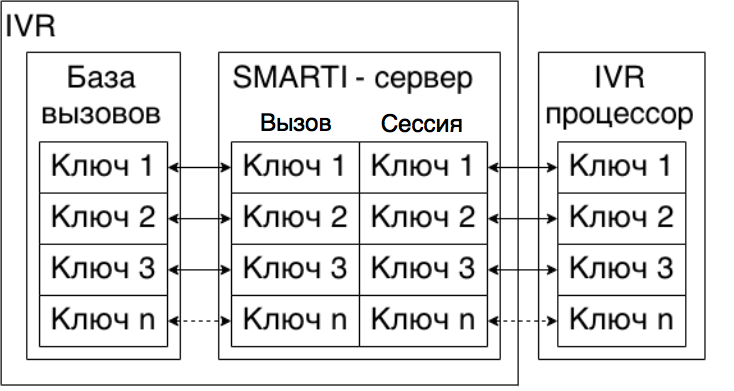 IVR
База
вызовов
Ключ 1
Ключ 2
Ключ 3
Ключ n
SMARTI - сервер
Вызов Сессия
Ключ 1 Ключ 1
Ключ 2 Ключ 2
Ключ 3 Ключ 3
Ключ n Ключ n
IVR
процессор
Ключ 1
Ключ 2
Ключ 3
Ключ n